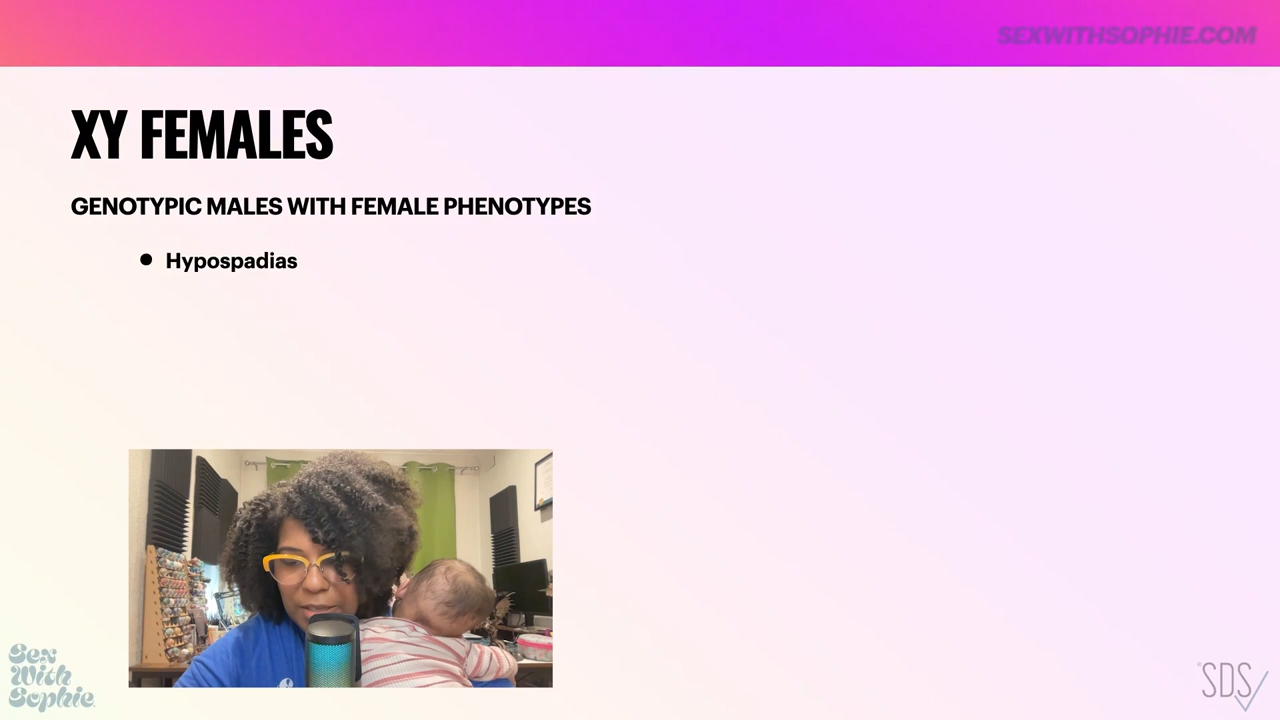 SEXWITHSOPHIE.COM
XY FEMALES
GENOTYPIC MALES WITH FEMALE PHENOTYPES
• Hypospadias
Sex
With
Sophie
SDS